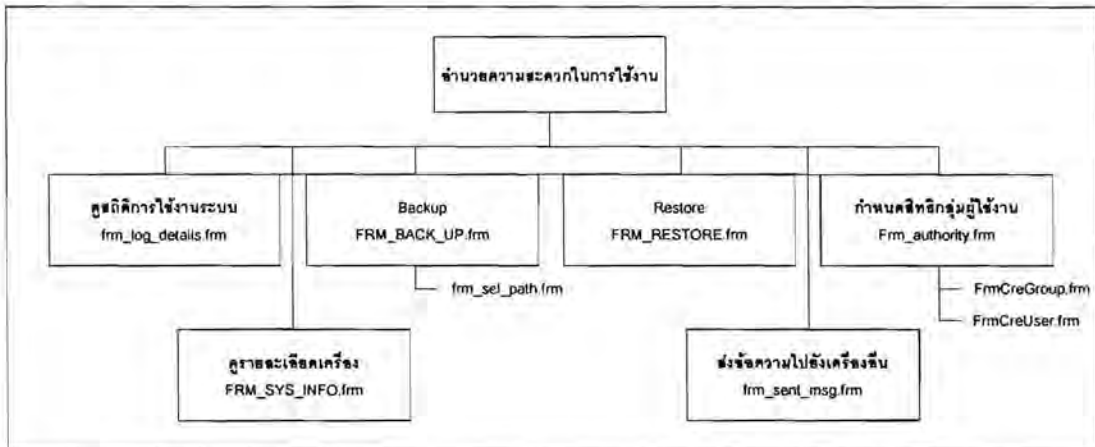 อำนวยความสะดวกในการใช้งาน
ดูสถิติการใช้งานระบบ
frm_log_details.frm
Backup
FRM_BACK_UP.frm
frm_sel_path.frm
Restore
FRM_RESTORE.frm
กำหนดสิทธิกลุ่มผู้ใช้งาน
Frm_authority.frm
FrmCreGroup.frm
FrmCreUser.frm
ดูรายละเอียดเครื่อง
FRM_SYS_INFO.frm
ส่งข้อความไปยังเครื่องอื่น
frm_sent_msg.frm